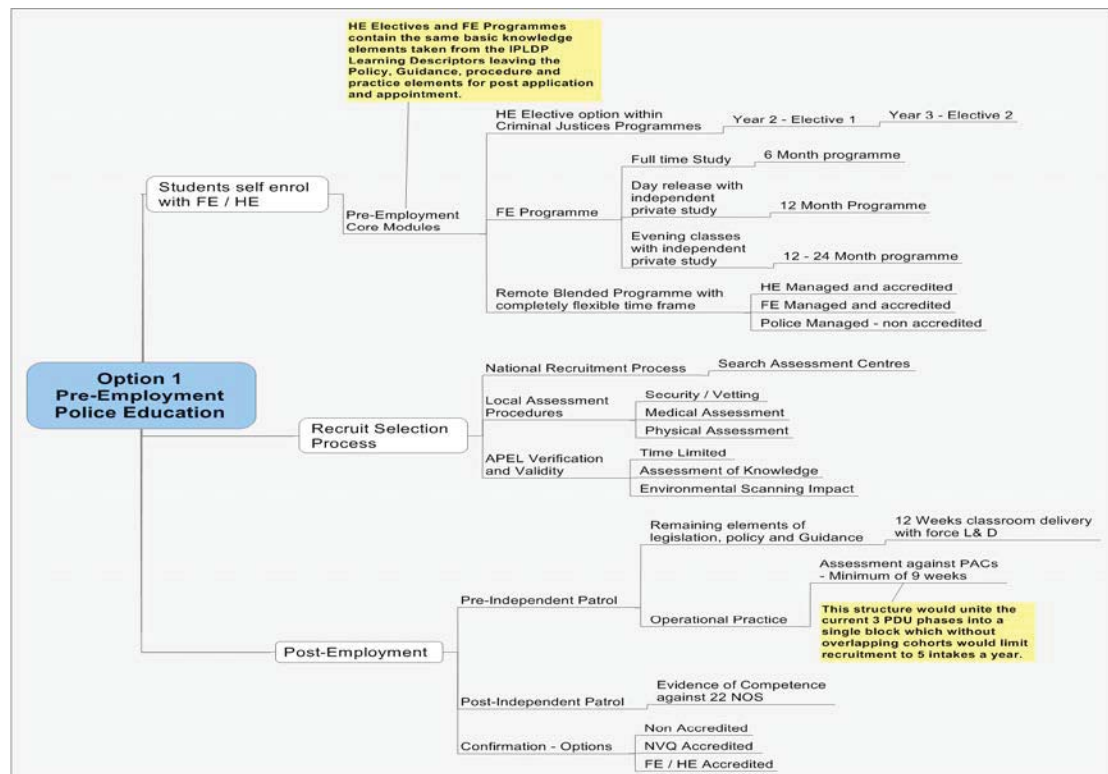 HE Electives and FE Programmes
contain the same basic knowledge
elements taken from the IPLDP
Learning Descriptors leaving the
Policy, Guidance, procedure and
practice elements for post application
and appointment.
HE Elective option within
Criminal Justices Programmes
Year 2 - Elective 1
Year 3 - Elective 2
Students self enrol
with FE / HE
Pre-Employment
Core Modules
FE Programme
Full time Study
6 Month programme
Day release with
independent
private study
12 Month Programme
Evening classes
with independent
private study
12 - 24 Month programme
Remote Blended Programme with
completely flexible time frame
HE Managed and accredited
FE Managed and accredited
Police Managed - non accredited
Option 1
Pre-Employment
Police Education
Recruit Selection
Process
National Recruitment Process
Search Assessment Centres
Local Assessment
Procedures
Security / Vetting
Medical Assessment
Physical Assessment
APEL Verification
and Validity
Time Limited
Assessment of Knowledge
Environmental Scanning Impact
Post-Employment
Pre-Independent Patrol
Remaining elements of
legislation, policy and Guidance
12 Weeks classroom delivery
with force L& D
Operational Practice
Assessment against PACs
- Minimum of 9 weeks
This structure would unite the
current 3 PDU phases into a
single block which without
overlapping cohorts would limit
recruitment to 5 intakes a year.
Post-Independent Patrol
Evidence of Competence
against 22 NOS
Confirmation - Options
Non Accredited
NVQ Accredited
FE / HE Accredited